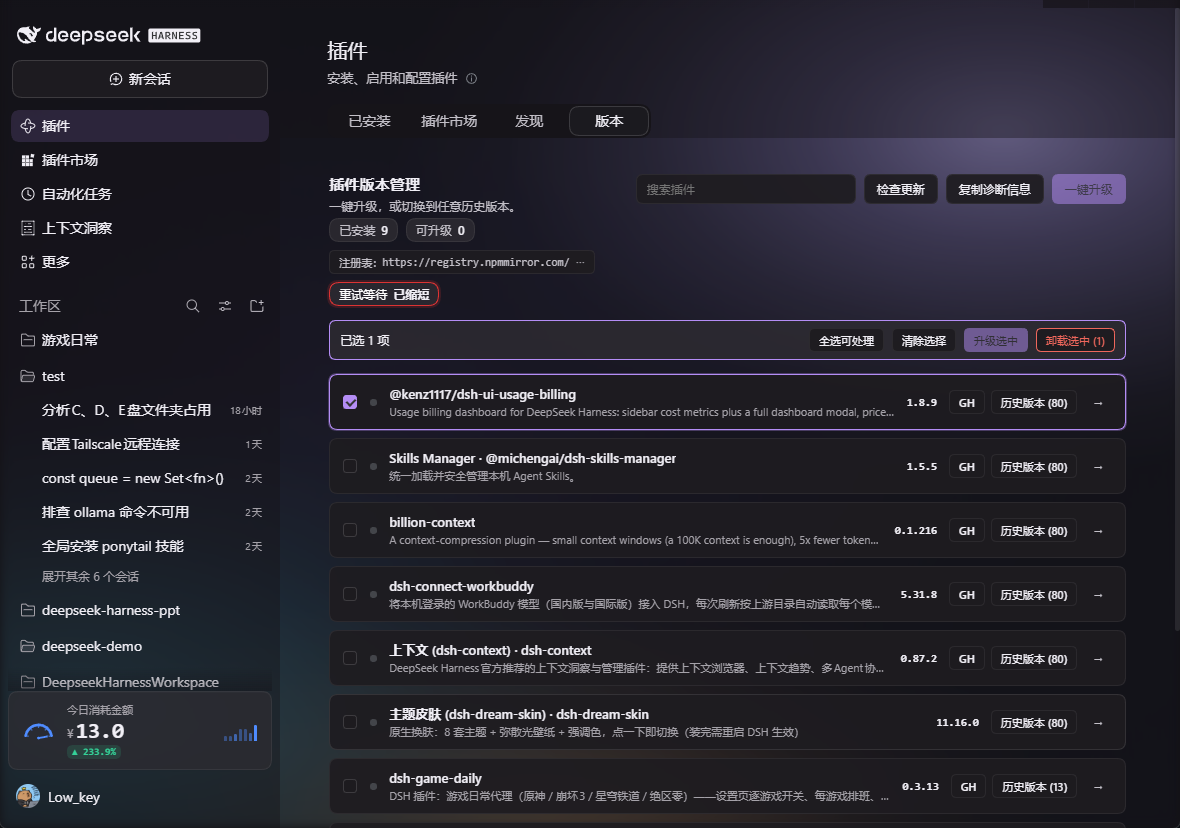 deepseek HARNESS
新会话
插件
插件市场
自动化任务
上下文洞察
更多
工作区
游戏日常
test
分析 C、D、E 盘文件夹占用 18小时
配置Tailscale远程连接 1天
const queue = new Set<fn>() 2天
排查 ollama 命令不可用 2天
全局安装 ponytail 技能 2天
展开其余 6 个会话
deepseek-harness-ppt
deepseek-demo
DeepseekHarnessWorkspace
今日消耗金额
¥13.0
▲ 233.9%
Low_key
插件
安装、启用和配置插件
已安装 插件市场 发现 版本
插件版本管理
一键升级，或切换到任意历史版本。
搜索插件 检查更新 复制诊断信息 一键升级
已安装 9 可升级 0
注册表: https://registry.npmmirror.com/ ···
重试等待 已缩短
已选 1 项 全选可处理 清除选择 升级选中 卸载选中 (1)
@kenz1117/dsh-ui-usage-billing
Usage billing dashboard for DeepSeek Harness: sidebar cost metrics plus a full dashboard modal, price...
1.8.9 GH 历史版本 (80) →
Skills Manager · @michengai/dsh-skills-manager
统一加载并安全管理本机 Agent Skills。
1.5.5 GH 历史版本 (80) →
billion-context
A context-compression plugin — small context windows (a 100K context is enough), 5x fewer token...
0.1.216 GH 历史版本 (80) →
dsh-connect-workbuddy
将本机登录的 WorkBuddy 模型（国内版与国际版）接入 DSH，每次刷新按上游目录自动读取每个模...
5.31.8 GH 历史版本 (80) →
上下文 (dsh-context) · dsh-context
DeepSeek Harness 官方推荐的上下文洞察与管理插件：提供上下文浏览器、上下文趋势、多Agent协...
0.87.2 GH 历史版本 (80) →
主题皮肤 (dsh-dream-skin) · dsh-dream-skin
原生换肤：8 套主题 + 弥散光壁纸 + 强调色，点一下即切换（装完需重启 DSH 生效）
11.16.0 历史版本 (80) →
dsh-game-daily
DSH 插件：游戏日常代理（原神 / 崩坏3 / 星穹铁道 / 绝区零）——设置页逐游戏开关、每游戏排班、...
0.3.13 GH 历史版本 (13) →